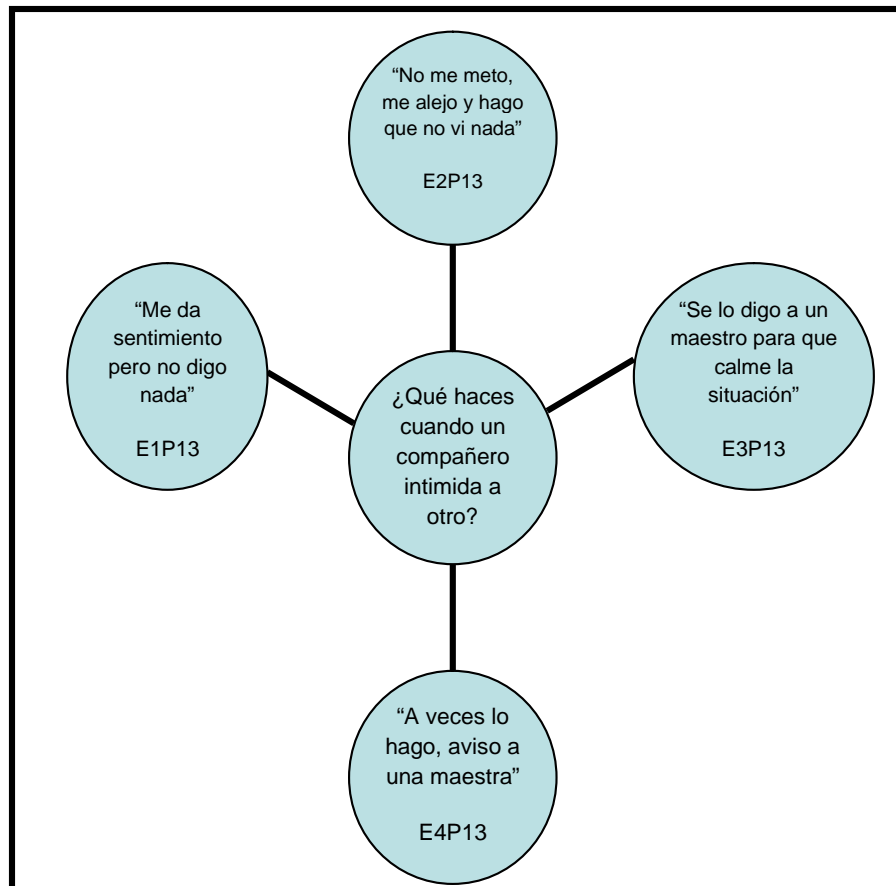 “No me meto,
me alejo y hago
que no vi nada”
E2P13
“Me da
sentimiento
pero no digo
nada”
E1P13
“Se lo digo a un
maestro para que
calme la
situación”
E3P13
¿Qué haces
cuando un
compañero
intimida a
otro?
“A veces lo
hago, aviso a
una maestra”
E4P13